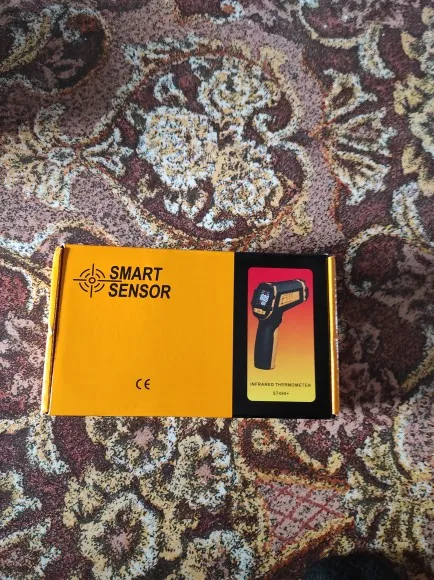 SMART
SENSOR
CE
INFRARED THERMOMETER